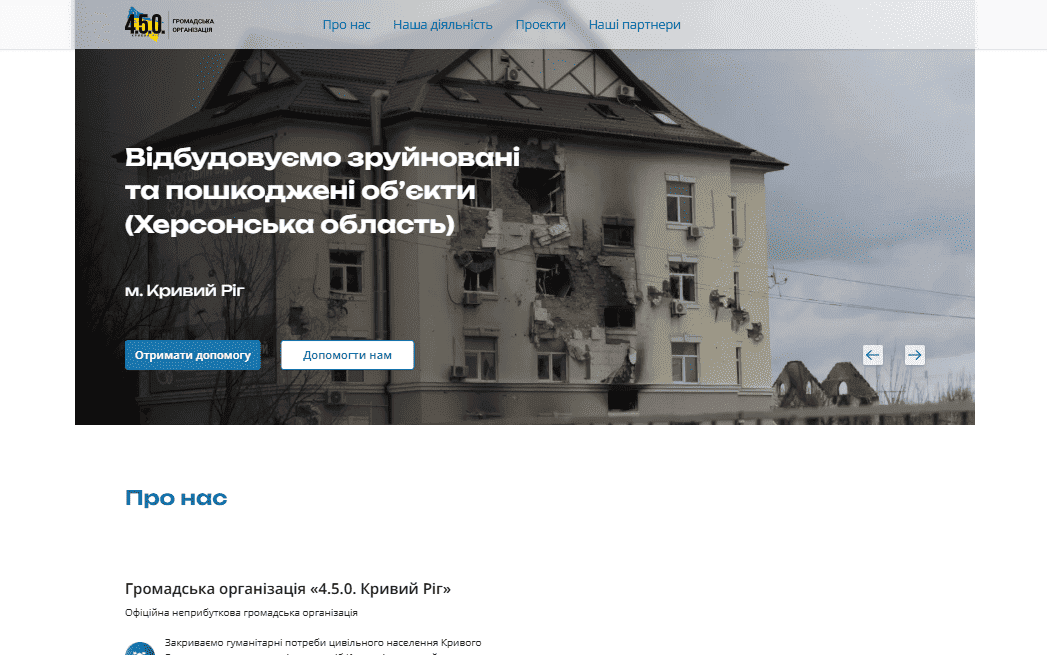 4.5.0.
ГРОМАДСЬКА
ОРГАНІЗАЦІЯ
Про нас Наша діяльність Проєкти Наші партнери
Відбудовуємо зруйновані
та пошкоджені об’єкти
(Херсонська область)
м. Кривий Ріг
Отримати допомогу Допомогти нам
Про нас
Громадська організація «4.5.0. Кривий Ріг»
Офіційна неприбуткова громадська організація
Закриваємо гуманітарні потреби цивільного населення Кривого